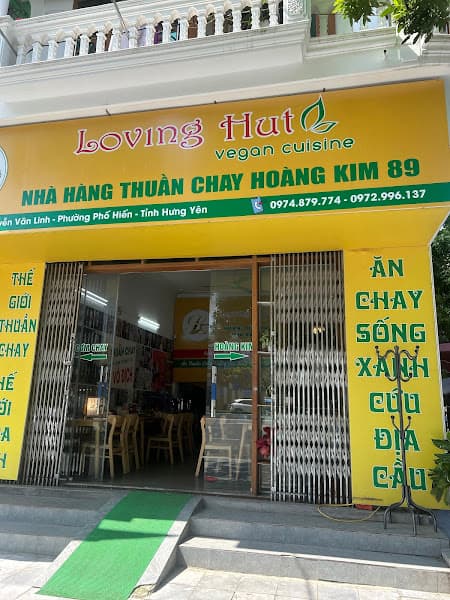 Loving Hut
vegan cuisine
NHÀ HÀNG THUẦN CHAY HOÀNG KIM 89
Văn Linh - Phường Phố Hiến - Tỉnh Hưng Yên
0974.879.774 - 0972.996.137
THẾ
GIỚI
THUẦN
CHAY
ĂN
CHAY
SỐNG
XANH
CỨU
ĐỊA
CẦU
CHAY
HOÀNG KIM